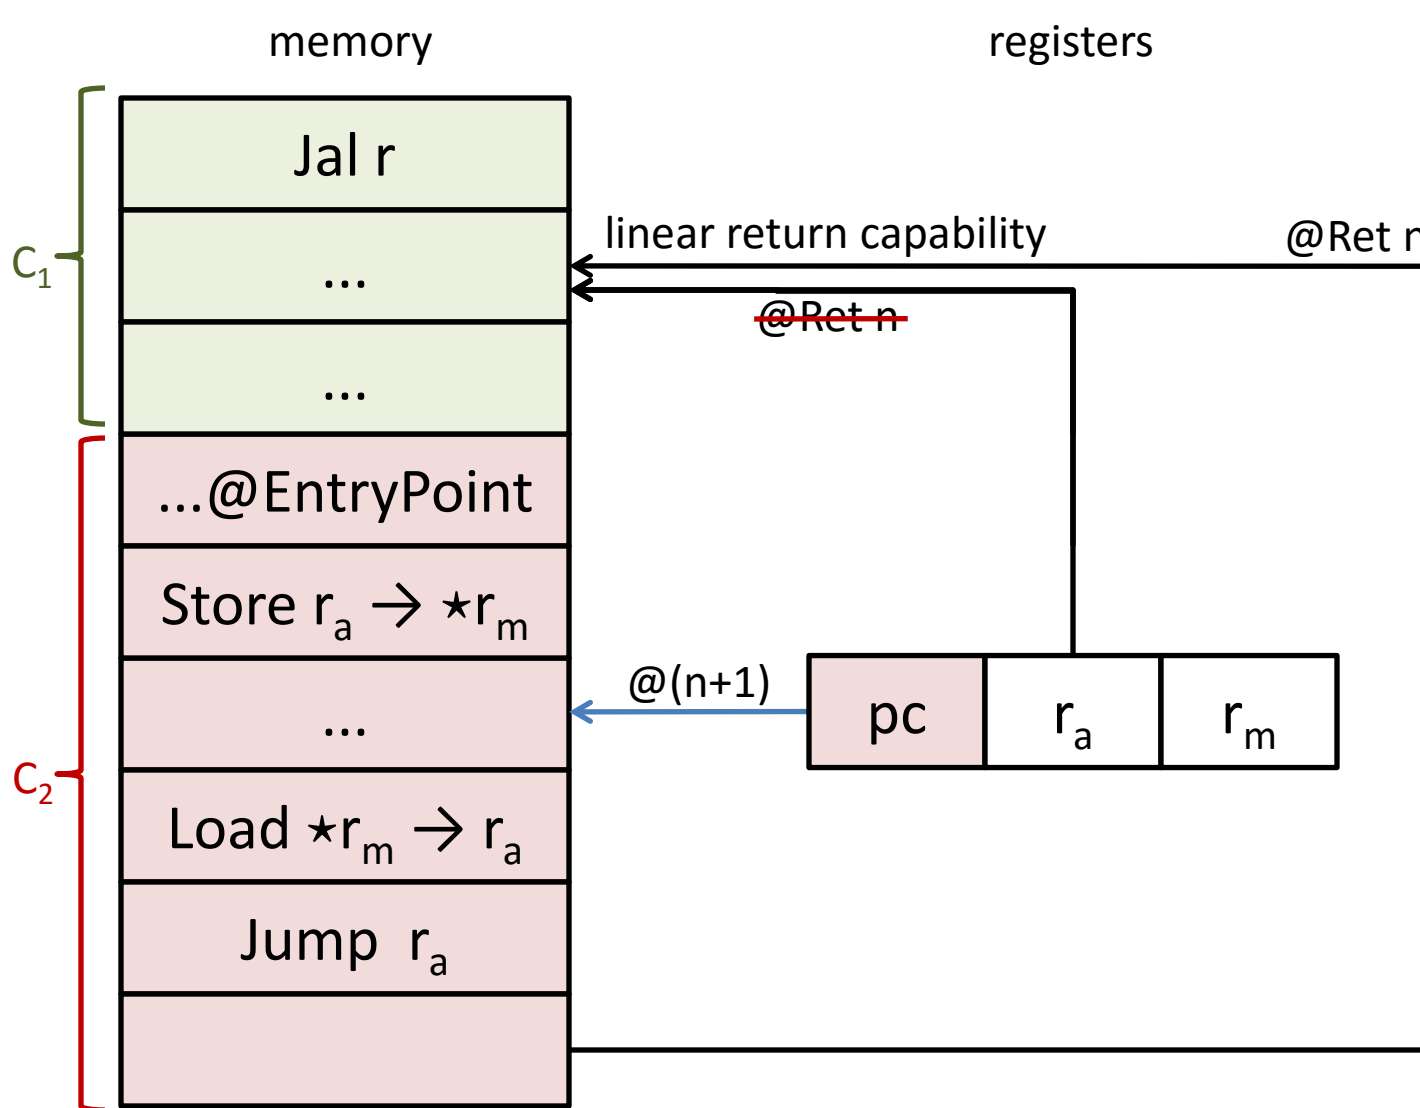 memory
registers
Jal r
linear return capability
@Ret n
C₁
...
@Ret n
...
...@EntryPoint
Store rₐ → ⋆rₘ
@(n+1)
...
pc
rₐ
rₘ
C₂
Load ⋆rₘ → rₐ
Jump rₐ